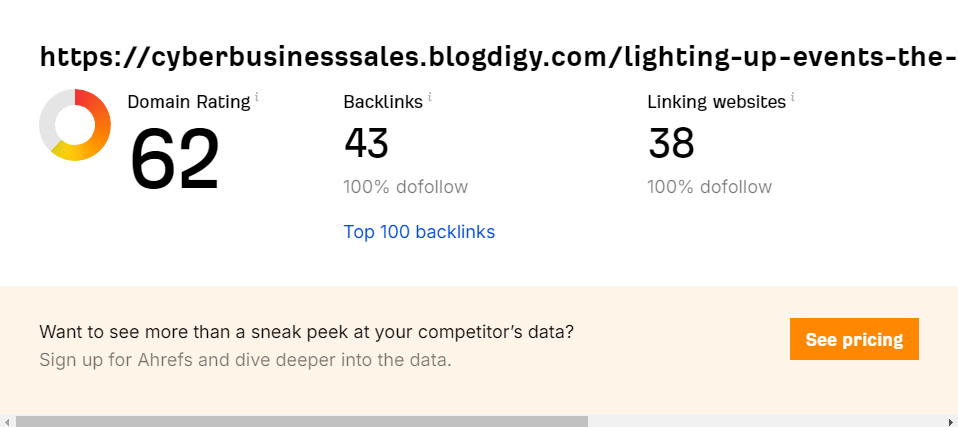 https://cyberbusinesssales.blogdigy.com/lighting-up-events-the-
Domain Rating i
62
Backlinks i
43
100% dofollow
Top 100 backlinks
Linking websites i
38
100% dofollow
Want to see more than a sneak peek at your competitor's data?
Sign up for Ahrefs and dive deeper into the data.
See pricing